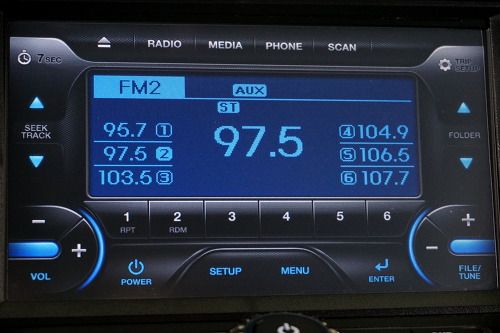 RADIO MEDIA PHONE SCAN
7SEC
TRIP
SETUP
FM2
AUX
ST
SEEK
TRACK
FOLDER
95.7 1
97.5 2
103.5 3
97.5
4 104.9
5 106.5
6 107.7
1 2 3 4 5 6
RPT RDM
− +
+ −
VOL
POWER
SETUP
MENU
ENTER
FILE/
TUNE